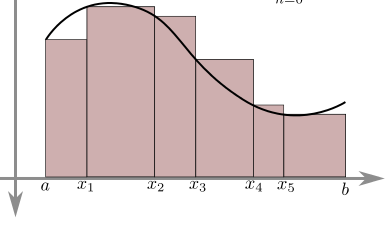 a x₁ x₂ x₃ x₄ x₅ b